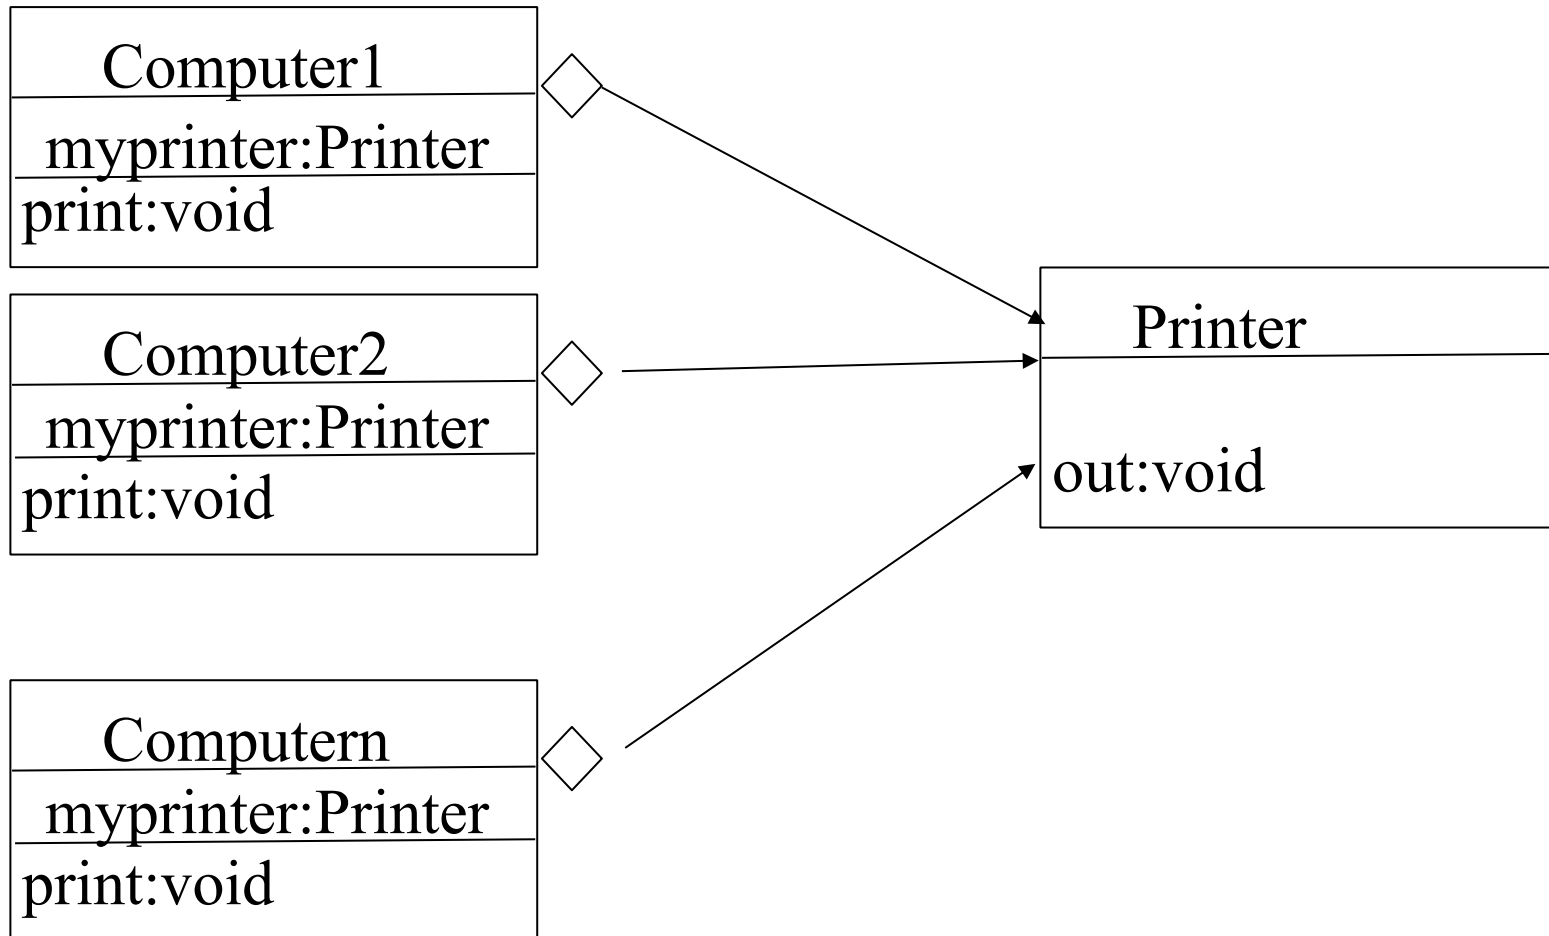 Computer1
myprinter:Printer
print:void
Computer2
myprinter:Printer
print:void
Computern
myprinter:Printer
print:void
Printer
out:void